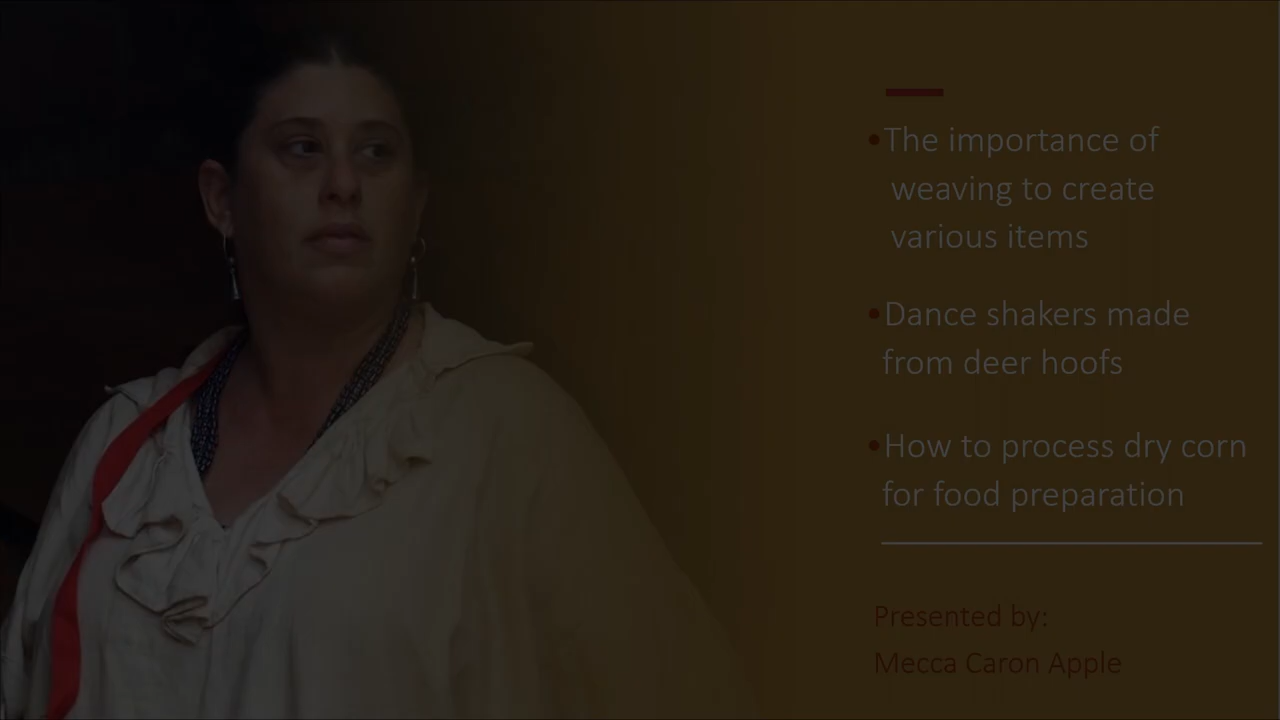 •The importance of
weaving to create
various items
•Dance shakers made
from deer hoofs
•How to process dry corn
for food preparation
Presented by:
Mecca Caron Apple